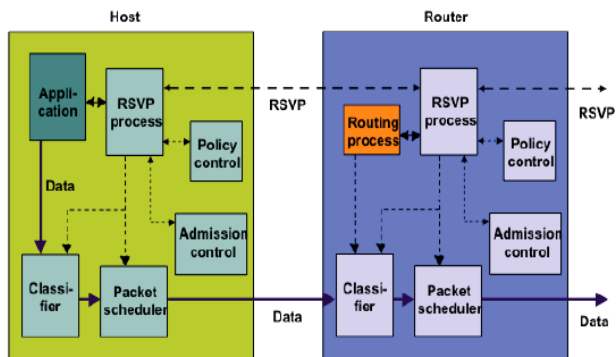 Host
Router
Appli-
cation
RSVP
process
RSVP
Routing
process
RSVP
process
RSVP
Policy
control
Policy
control
Data
Admission
control
Admission
control
Classi-
fier
Packet
scheduler
Data
Classi-
fier
Packet
scheduler
Data